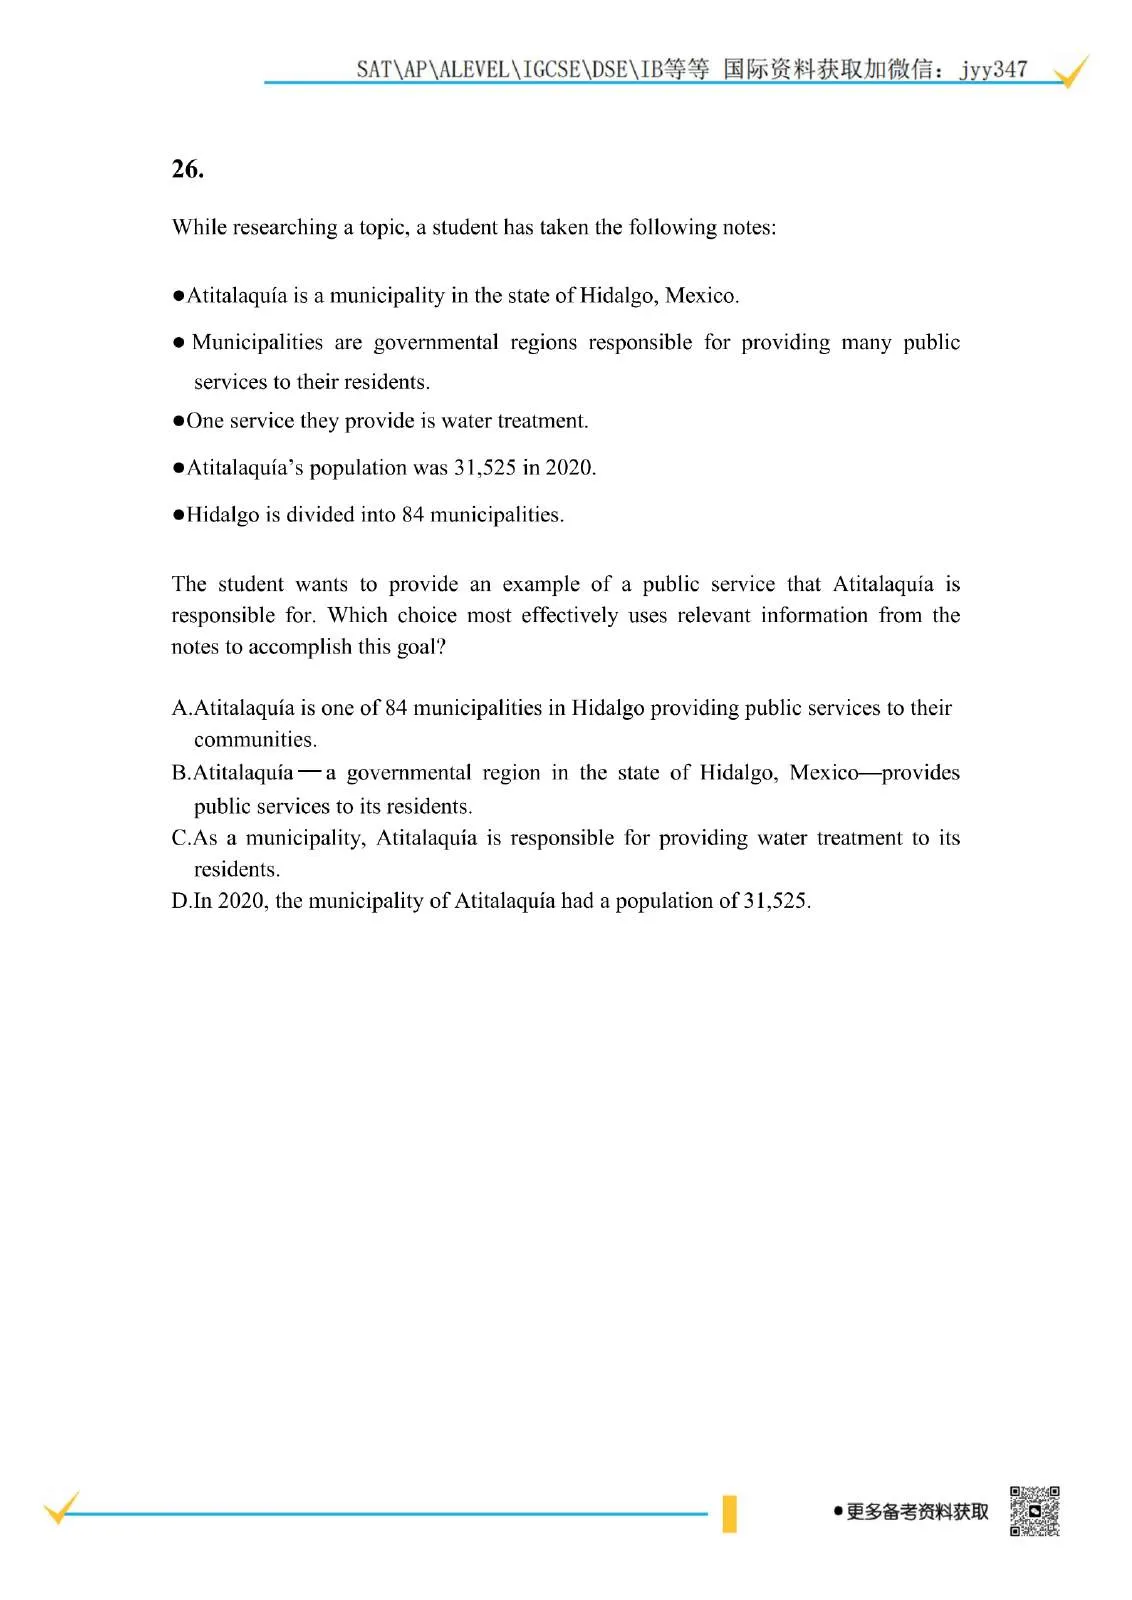 SAT\AP\ALEVEL\IGCSE\DSE\IB等等 国际资料获取加微信：jyy347
26.
While researching a topic, a student has taken the following notes:
●Atitalaquía is a municipality in the state of Hidalgo, Mexico.
● Municipalities are governmental regions responsible for providing many public
services to their residents.
●One service they provide is water treatment.
●Atitalaquía’s population was 31,525 in 2020.
●Hidalgo is divided into 84 municipalities.
The student wants to provide an example of a public service that Atitalaquía is
responsible for. Which choice most effectively uses relevant information from the
notes to accomplish this goal?
A.Atitalaquía is one of 84 municipalities in Hidalgo providing public services to their
communities.
B.Atitalaquía—a governmental region in the state of Hidalgo, Mexico—provides
public services to its residents.
C.As a municipality, Atitalaquía is responsible for providing water treatment to its
residents.
D.In 2020, the municipality of Atitalaquía had a population of 31,525.
●更多备考资料获取